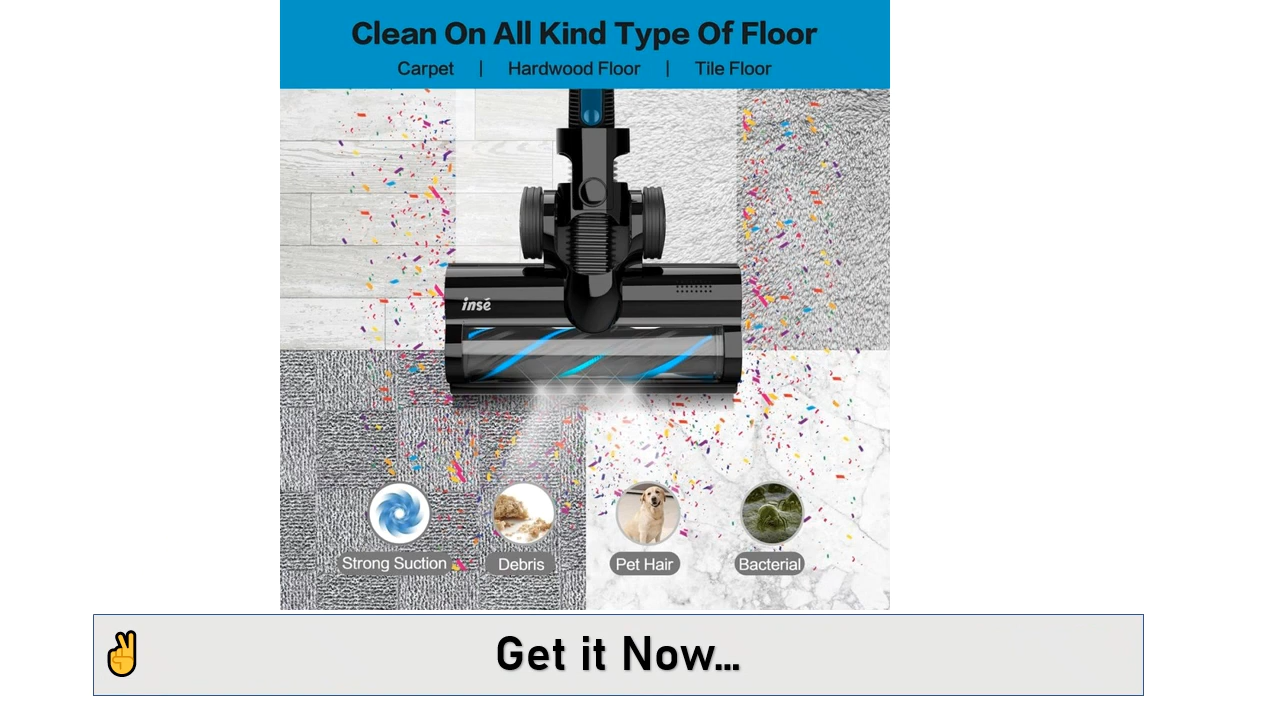 Clean On All Kind Type Of Floor
Carpet | Hardwood Floor | Tile Floor
insé
Strong Suction Debris Pet Hair Bacterial
Get it Now...